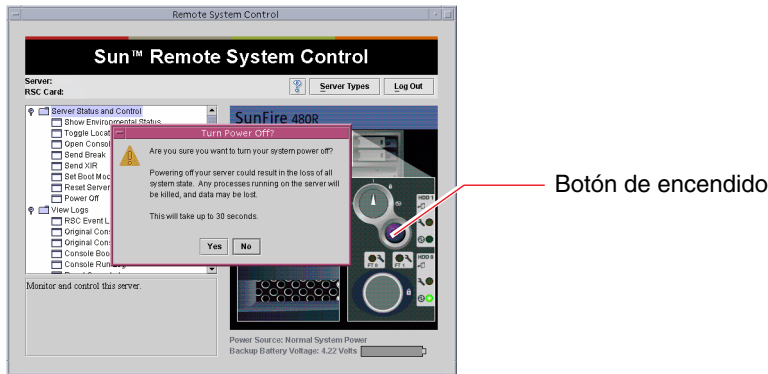 Remote System Control
Sun™ Remote System Control
Server:
RSC Card:
Server Types
Log Out
Server Status and Control
Show Environmental Status
Toggle Locat
Open Consol
Send Break
Send XIR
Set Boot Mod
Reset Server
Power Off
View Logs
RSC Event L
Original Cons
Original Cons
Console Boo
Console Run Log
Monitor and control this server.
SunFire 480R
Turn Power Off?
Are you sure you want to turn your system power off?
Powering off your server could result in the loss of all
system state. Any processes running on the server will
be killed, and data may be lost.
This will take up to 30 seconds.
Yes
No
HDD 1
HDD 0
FT 0
FT 1
Power Source: Normal System Power
Backup Battery Voltage: 4.22 Volts
Botón de encendido